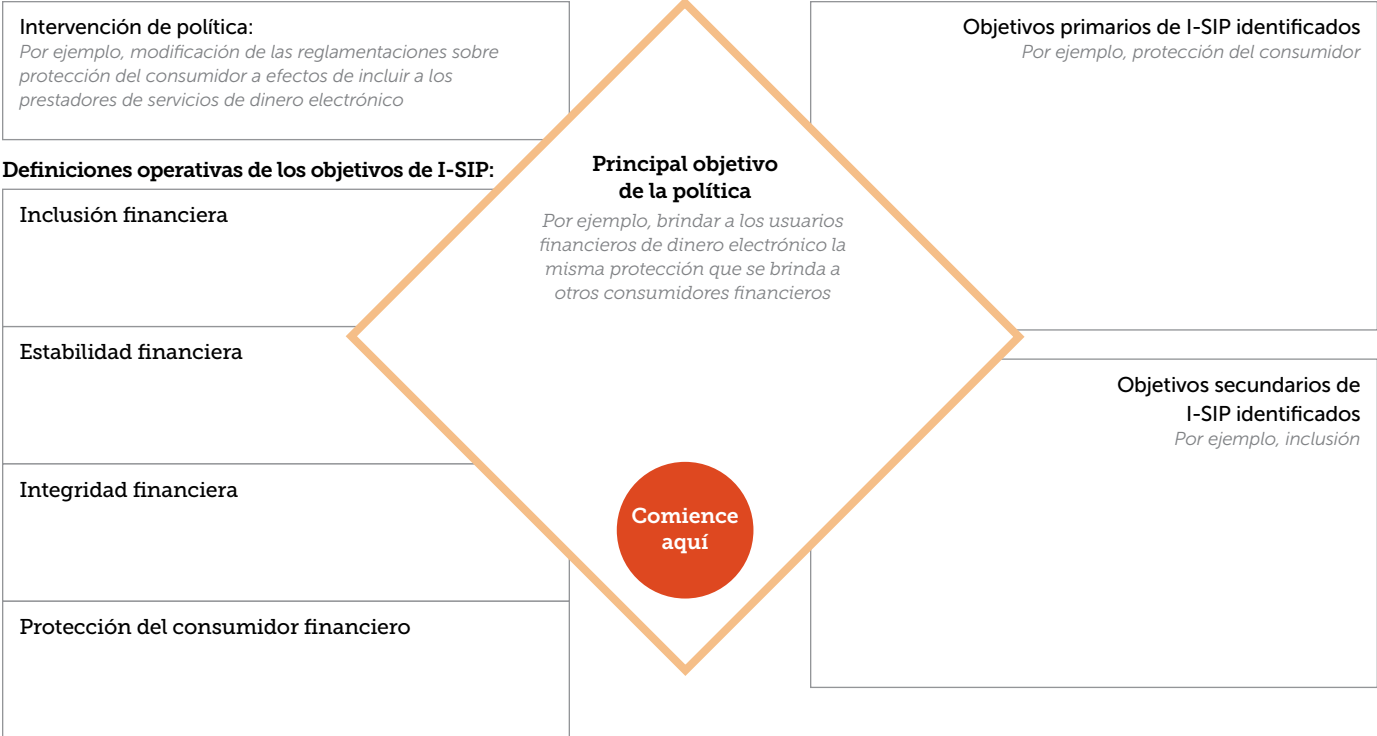 Intervención de política:
Por ejemplo, modificación de las reglamentaciones sobre
protección del consumidor a efectos de incluir a los
prestadores de servicios de dinero electrónico
Definiciones operativas de los objetivos de I-SIP:
Inclusión financiera
Estabilidad financiera
Integridad financiera
Protección del consumidor financiero
Principal objetivo
de la política
Por ejemplo, brindar a los usuarios
financieros de dinero electrónico la
misma protección que se brinda a
otros consumidores financieros
Comience
aquí
Objetivos primarios de I-SIP identificados
Por ejemplo, protección del consumidor
Objetivos secundarios de
I-SIP identificados
Por ejemplo, inclusión